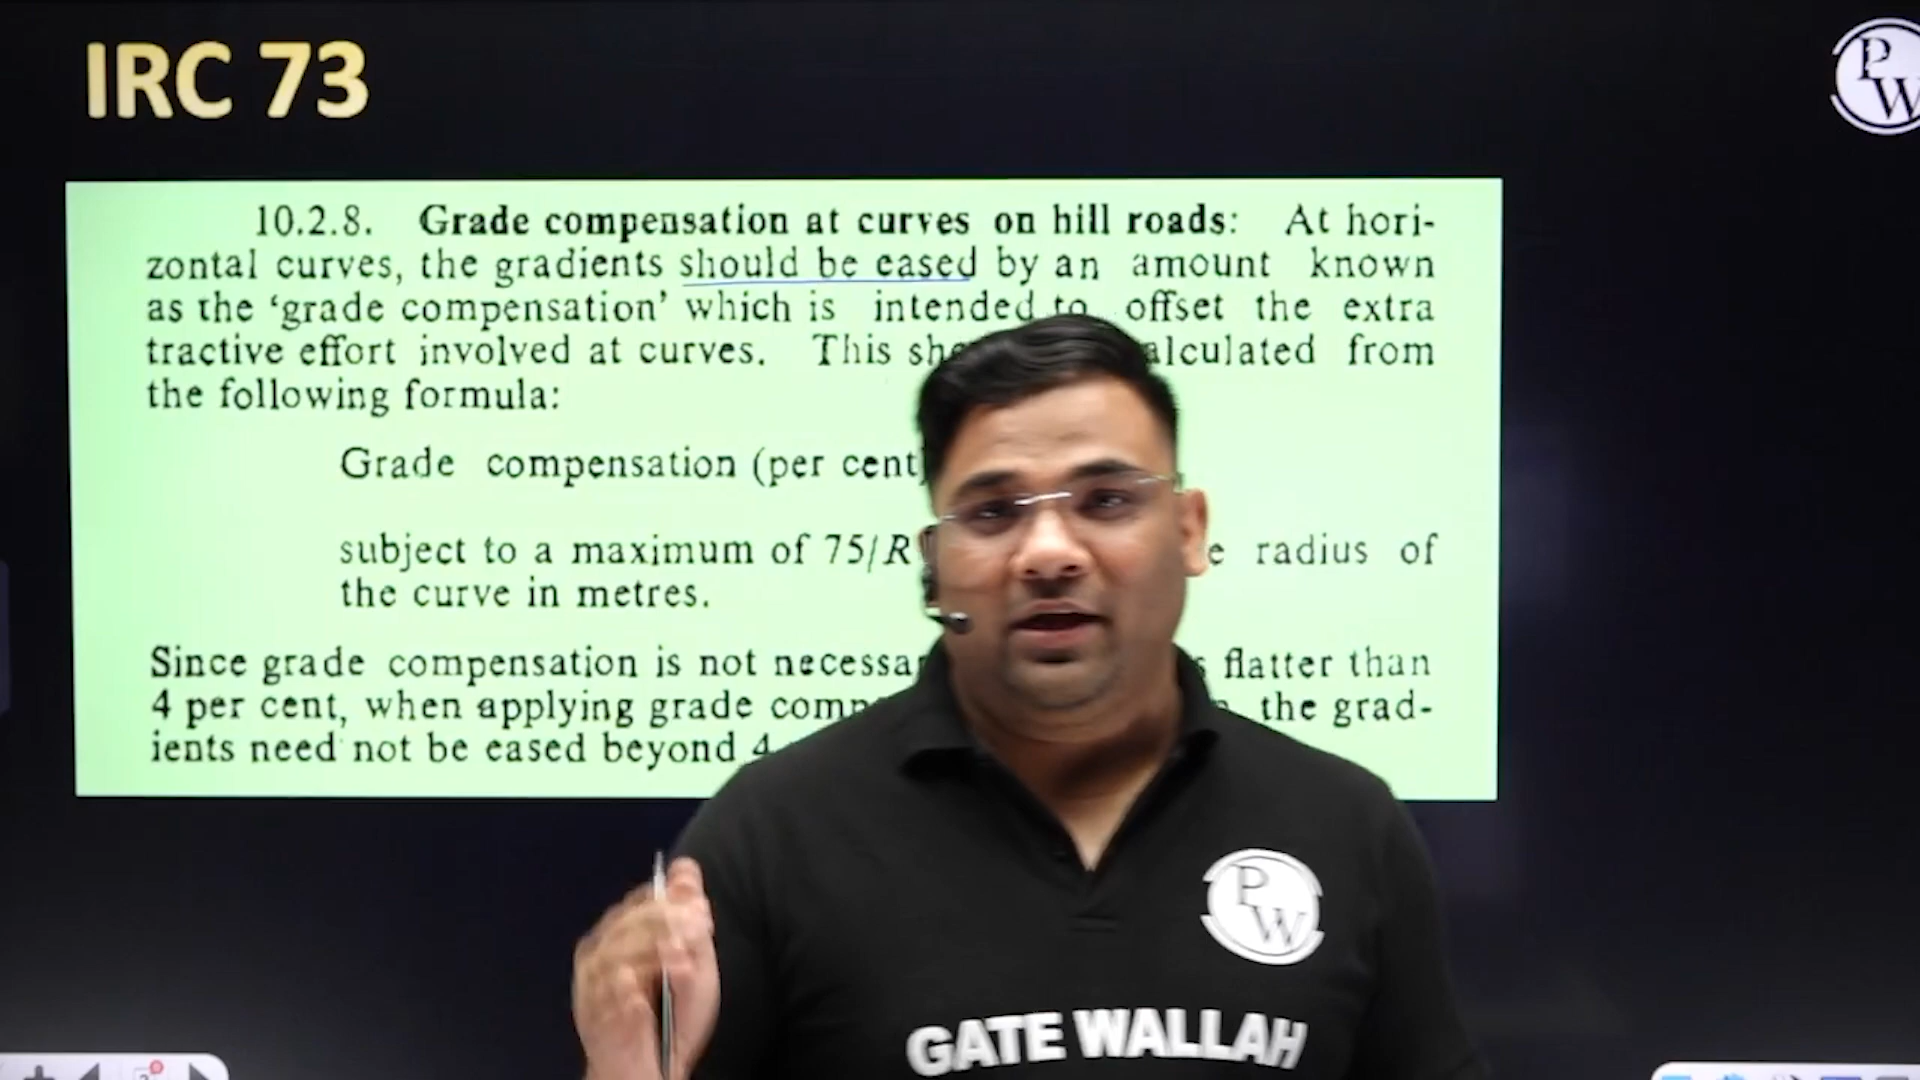 IRC 73
P
W
10.2.8. Grade compensation at curves on hill roads: At hori-
zontal curves, the gradients should be eased by an amount known
as the ‘grade compensation’ which is intended to offset the extra
tractive effort involved at curves. This alculated from
the following formula:
Grade compensation (per cent
subject to a maximum of 75/R radius of
the curve in metres.
Since grade compensation is not flatter than
4 per cent, when applying grade the grad-
ients need not be eased beyond 4
P
W
GATE WALLAH